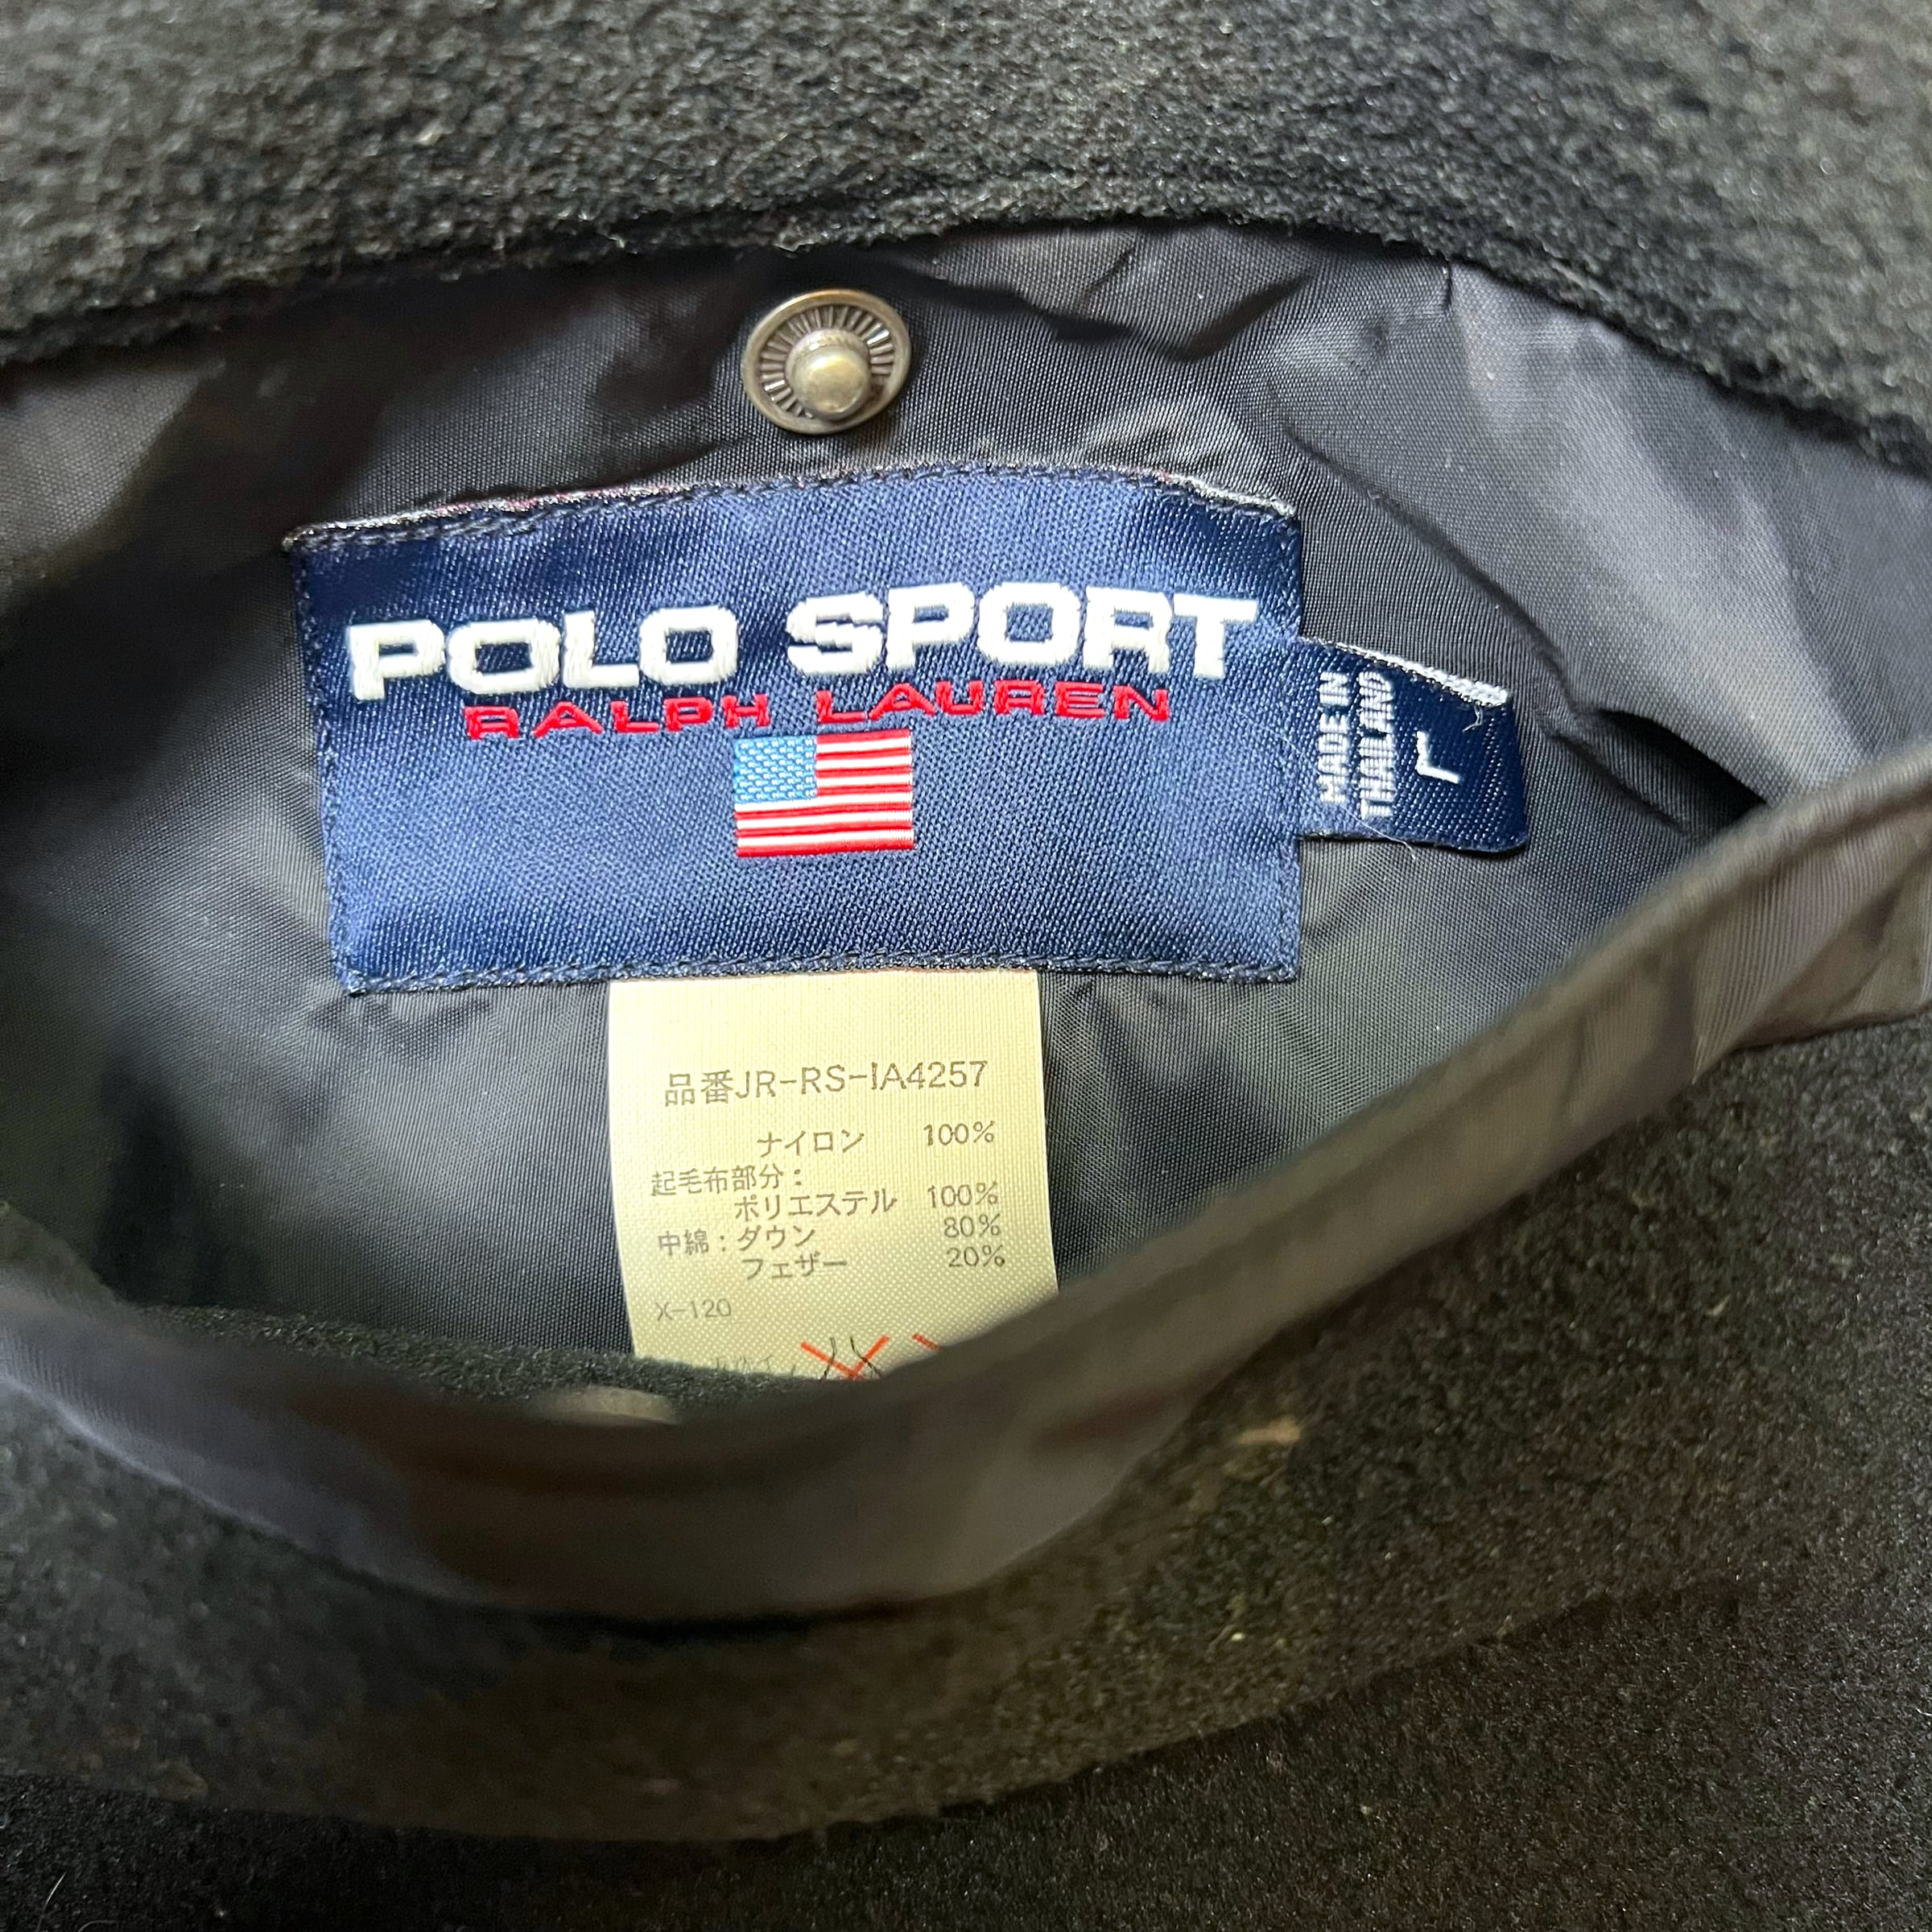 POLO SPORT
RALPH LAUREN
MADE IN
THAILAND
L
品番JR-RS-IA4257
ナイロン 100%
起毛布部分：
ポリエステル 100%
中綿：ダウン 80%
フェザー 20%
X-120